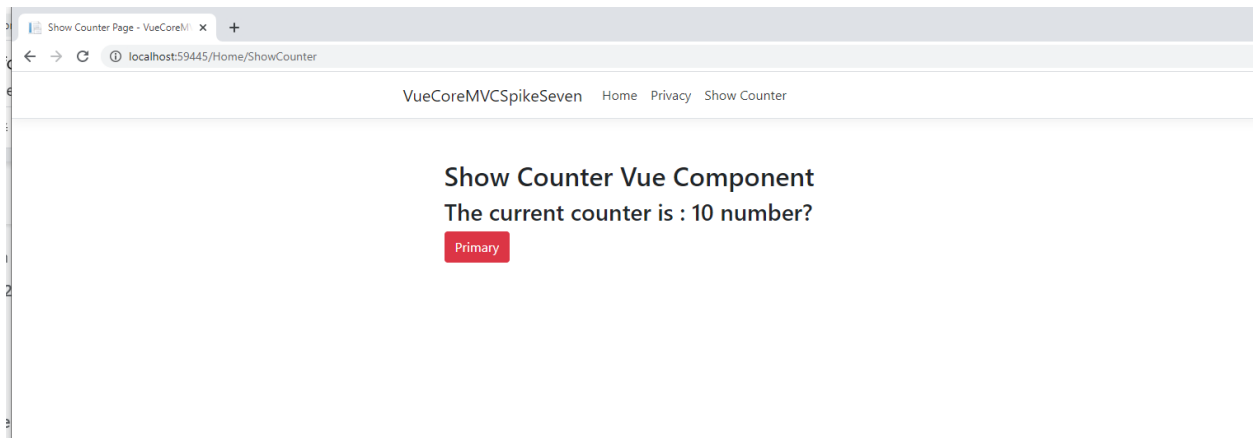 Show Counter Page - VueCoreM
localhost:59445/Home/ShowCounter
VueCoreMVCSpikeSeven Home Privacy Show Counter
Show Counter Vue Component
The current counter is : 10 number?
Primary